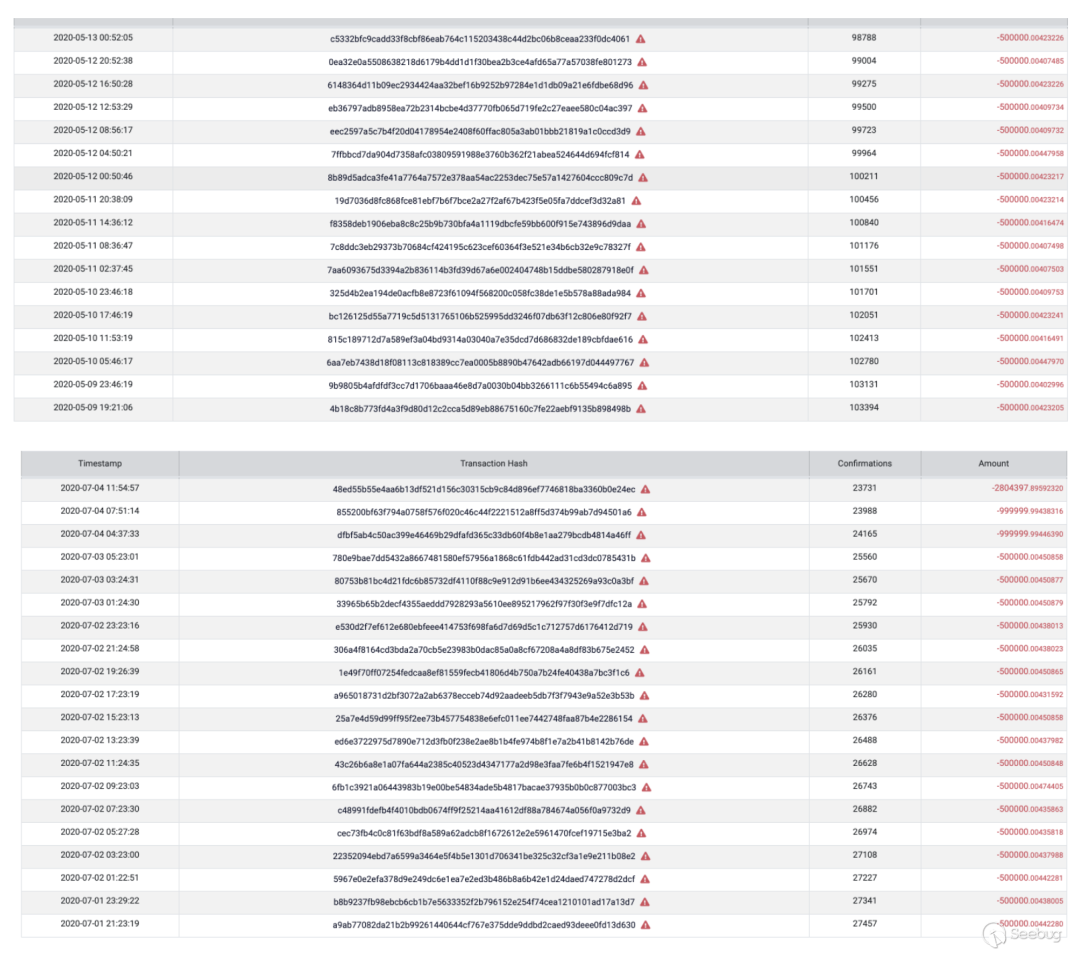 2020-05-13 00:52:05 c5332bfc9cadd33f8cbf86eab764c115203438c44d2bc06b8ceaa233f0dc4061 98788 -500000.00423226
2020-05-12 20:52:38 0ea32e0a5508638218d6179b4dd1d1f30bea2b3ce4afd65a77a57038fe801273 99004 -500000.00407485
2020-05-12 16:50:28 6148364d11b09ec2934424aa32bef16b9252b97284e1d1db09a21e6fdbe68d96 99275 -500000.00423226
2020-05-12 12:53:29 eb36797adb8958ea72b2314bcbe4d37770fb065d719fe2c27eaee580c04ac397 99500 -500000.00409734
2020-05-12 08:56:17 eec2597a5c7b4f20d04178954e2408f60ffac805a3ab01bbb21819a1c0ccd3d9 99723 -500000.00409732
2020-05-12 04:50:21 7ffbbcd7da904d7358afc03809591988e3760b362f21abea524644d694fcf814 99964 -500000.00447958
2020-05-12 00:50:46 8b89d5adca3fe41a7764a7572e378aa54ac2253dec75e57a1427604ccc809c7d 100211 -500000.00423217
2020-05-11 20:38:09 19d7036d8fc868fce81ebf7b6f7bce2a27f2af67b423f5e05fa7ddcef3d32a81 100456 -500000.00423214
2020-05-11 14:36:12 f8358deb1906eba8c8c25b9b730bfa4a1119dbcfe59bb600f915e743896d9daa 100840 -500000.00416474
2020-05-11 08:36:47 7c8ddc3eb29373b70684cf424195c623cef60364f3e521e34b6cb32e9c78327f 101176 -500000.00407498
2020-05-11 02:37:45 7aa6093675d3394a2b836114b3fd39d67a6e002404748b15ddbe580287918e0f 101551 -500000.00407503
2020-05-10 23:46:18 325d4b2ea194de0acfb8e8723f61094f568200c058fc38de1e5b578a88ada984 101701 -500000.00409753
2020-05-10 17:46:19 bc126125d55a7719c5d5131765106b525995dd3246f07db63f12c806e80f92f7 102051 -500000.00423241
2020-05-10 11:53:19 815c189712d7a589ef3a04bd9314a03040a7e35dcd7d686832de189cbfdae616 102413 -500000.00416491
2020-05-10 05:46:17 6aa7eb7438d18f08113c818389cc7ea0005b8890b47642adb66197d044497767 102780 -500000.00447970
2020-05-09 23:46:19 9b9805b4afdfdf3cc7d1706baaa46e8d7a0030b04bb3266111c6b55494c6a895 103131 -500000.00402996
2020-05-09 19:21:06 4b18c8b773fd4a3f9d80d12c2cca5d89eb88675160c7fe22aebf9135b898498b 103394 -500000.00423205
Timestamp Transaction Hash Confirmations Amount
2020-07-04 11:54:57 48ed55b55e4aa6b13df521d156c30315cb9c84d896ef7746818ba3360b0e24ec 23731 -2804397.89592320
2020-07-04 07:51:14 855200bf63f794a0758f576f020c46c44f2221512a8ff5d374b99ab7d94501a6 23988 -999999.99438316
2020-07-04 04:37:33 dfbf5ab4c50ac399e46469b29dfafd365c33db60f4b8e1aa279bcdb4814a46ff 24165 -999999.99446390
2020-07-03 05:23:01 780e9bae7dd5432a8667481580ef57956a1868c61fdb442ad31cd3dc0785431b 25560 -500000.00450858
2020-07-03 03:24:31 80753b81bc4d21fdc6b85732df4110f88c9e912d91b6ee434325269a93c0a3bf 25670 -500000.00450877
2020-07-03 01:24:30 33965b65b2decf4355aeddd7928293a5610ee895217962f97f30f3e9f7dfc12a 25792 -500000.00450879
2020-07-02 23:23:16 e530d2f7ef612e680ebfeee414753f698fa6d7d69d5c1c712757d6176412d719 25930 -500000.00438013
2020-07-02 21:24:58 306a4f8164cd3bda2a70cb5e23983b0dac85a0a8cf67208a4a8df83b675e2452 26035 -500000.00438023
2020-07-02 19:26:39 1e49f70ff07254fedcaa8ef81559fecb41806d4b750a7b24fe40438a7bc3f1c6 26161 -500000.00450865
2020-07-02 17:23:19 a965018731d2bf3072a2ab6378ecceb74d92aadeeb5db7f3f7943e9a52e3b53b 26280 -500000.00431592
2020-07-02 15:23:13 25a7e4d59d99ff95f2ee73b457754838e6efc011ee7442748faa87b4e2286154 26376 -500000.00450858
2020-07-02 13:23:39 ed6e3722975d7890e712d3fb0f238e2ae8b1b4fe974b8f1e7a2b41b8142b76de 26488 -500000.00437982
2020-07-02 11:24:35 43c26b6a8e1a07fa644a2385c40523d4347177a2d98e3faa7fe6b4f1521947e8 26628 -500000.00450848
2020-07-02 09:23:03 6fb1c3921a06443983b19e00be54834ade5b4817bacae37935b0b0c877003bc3 26743 -500000.00474405
2020-07-02 07:23:30 c48991fdefb4f4010bdb0674ff9f25214aa41612df88a784674a056f0a9732d9 26882 -500000.00435863
2020-07-02 05:27:28 cec73fb4c0c81f63bdf8a589a62adcb8f1672612e2e5961470fcef19715e3ba2 26974 -500000.00435818
2020-07-02 03:23:00 22352094ebd7a6599a3464e5f4b5e1301d706341be325c32cf3a1e9e211b08e2 27108 -500000.00437988
2020-07-02 01:22:51 5967e0e2efa378d9e249dc6e1ea7e2ed3b486b8a6b42e1d24daed747278d2dcf 27227 -500000.00442281
2020-07-01 23:29:22 b8b9237fb98ebcb6cb1b7e5633352f2b796152e254f74cea1210101ad17a13d7 27341 -500000.00438005
2020-07-01 21:23:19 a9ab77082da21b2b99261440644cf767e375dde9ddbd2caed93deee0fd13d630 27457 -500000.00442280
Seebug